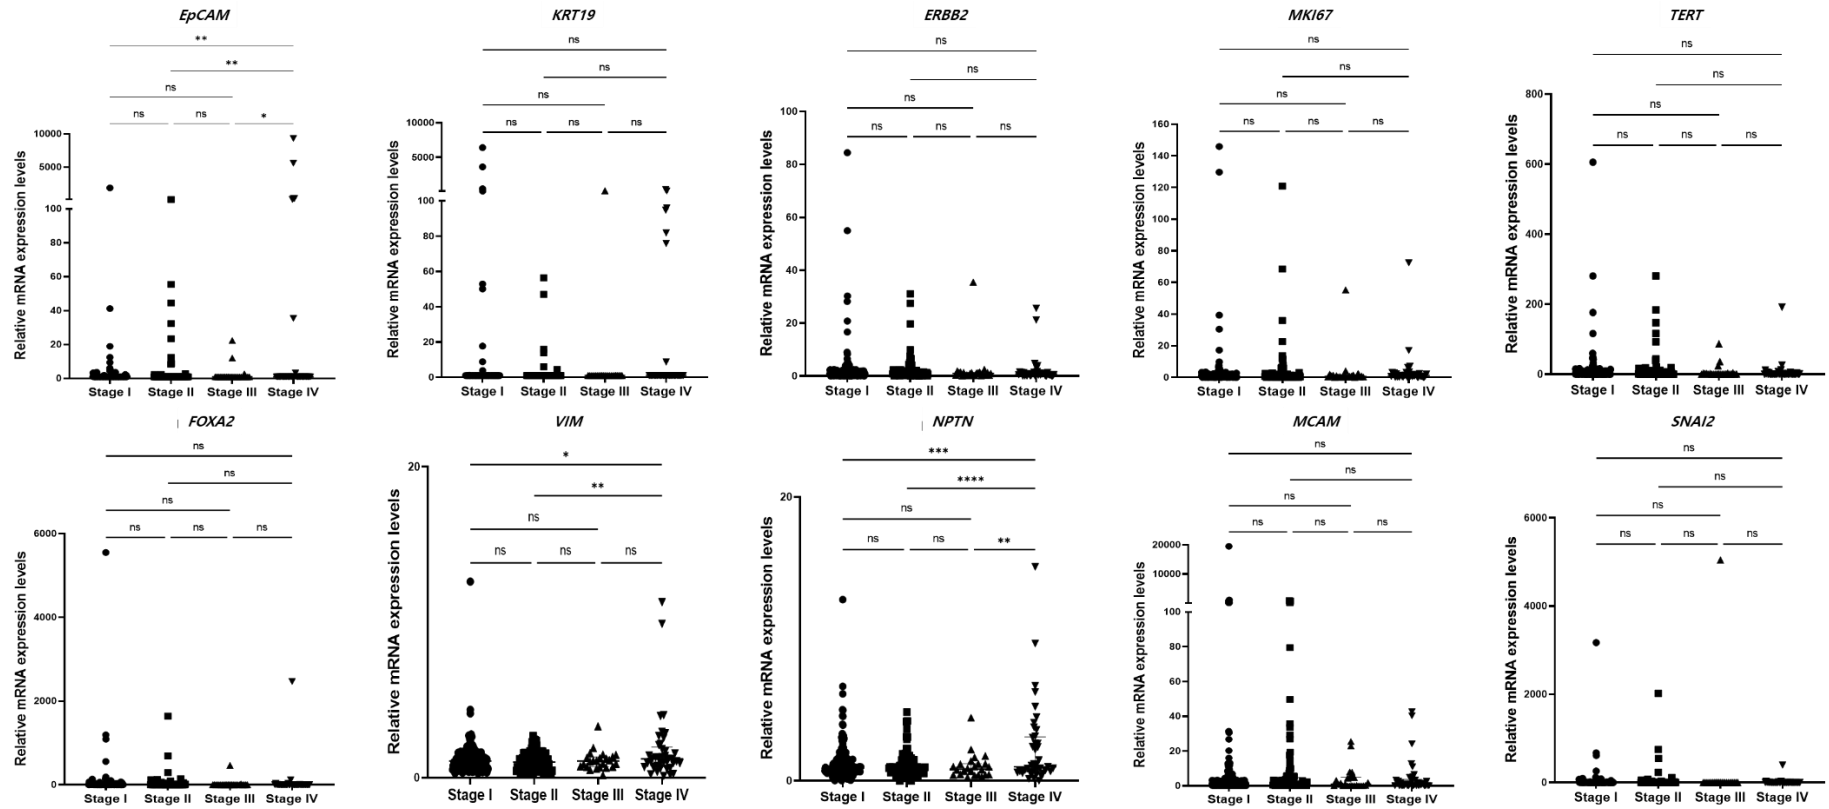 EpCAM
**
**
ns
ns ns *
Relative mRNA expression levels
10000
5000
100
80
60
40
20
0
Stage I Stage II Stage III Stage IV
KRT19
ns
ns
ns
ns ns ns
Relative mRNA expression levels
10000
5000
100
80
60
40
20
0
Stage I Stage II Stage III Stage IV
ERBB2
ns
ns
ns
ns ns ns
Relative mRNA expression levels
100
80
60
40
20
0
Stage I Stage II Stage III Stage IV
MKI67
ns
ns
ns
ns ns ns
Relative mRNA expression levels
160
140
120
100
80
60
40
20
0
Stage I Stage II Stage III Stage IV
TERT
ns
ns
ns
ns ns ns
Relative mRNA expression levels
800
600
400
200
0
Stage I Stage II Stage III Stage IV
FOXA2
ns
ns
ns
ns ns ns
Relative mRNA expression levels
6000
4000
2000
0
Stage I Stage II Stage III Stage IV
VIM
*
**
ns
ns ns ns
Relative mRNA expression levels
20
0
Stage I Stage II Stage III Stage IV
NPTN
***
****
ns
ns ns **
Relative mRNA expression levels
20
0
Stage I Stage II Stage III Stage IV
MCAM
ns
ns
ns
ns ns ns
Relative mRNA expression levels
20000
10000
100
80
60
40
20
0
Stage I Stage II Stage III Stage IV
SNAI2
ns
ns
ns
ns ns ns
Relative mRNA expression levels
6000
4000
2000
0
Stage I Stage II Stage III Stage IV